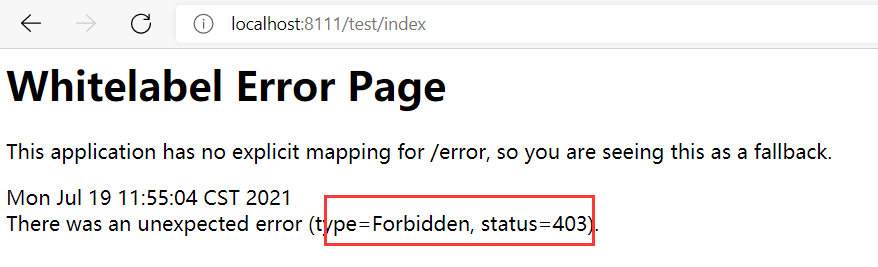 localhost:8111/test/index
Whitelabel Error Page
This application has no explicit mapping for /error, so you are seeing this as a fallback.
Mon Jul 19 11:55:04 CST 2021
There was an unexpected error (type=Forbidden, status=403).